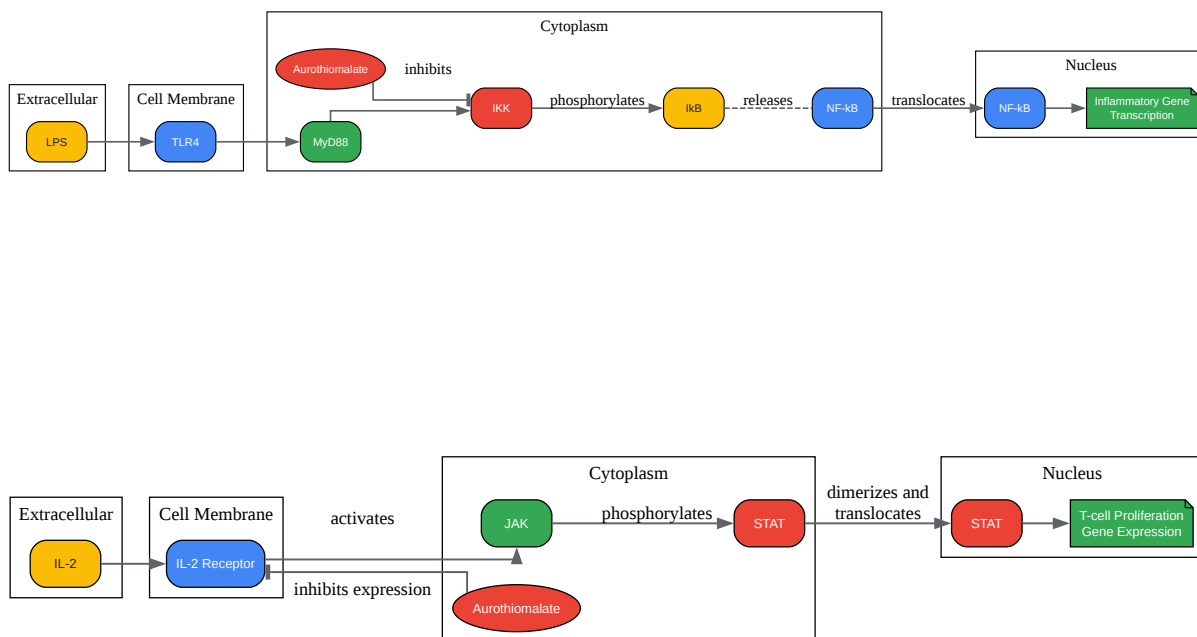 Cytoplasm
Aurothiomalate
inhibits
Nucleus
Extracellular
Cell Membrane
IKK
phosphorylates
IkB
releases
NF-kB
translocates
NF-kB
Inflammatory Gene
Transcription
LPS
TLR4
MyD88
Cytoplasm
Nucleus
Extracellular
Cell Membrane
activates
JAK
phosphorylates
STAT
dimerizes and
translocates
STAT
T-cell Proliferation
Gene Expression
IL-2
IL-2 Receptor
inhibits expression
Aurothiomalate